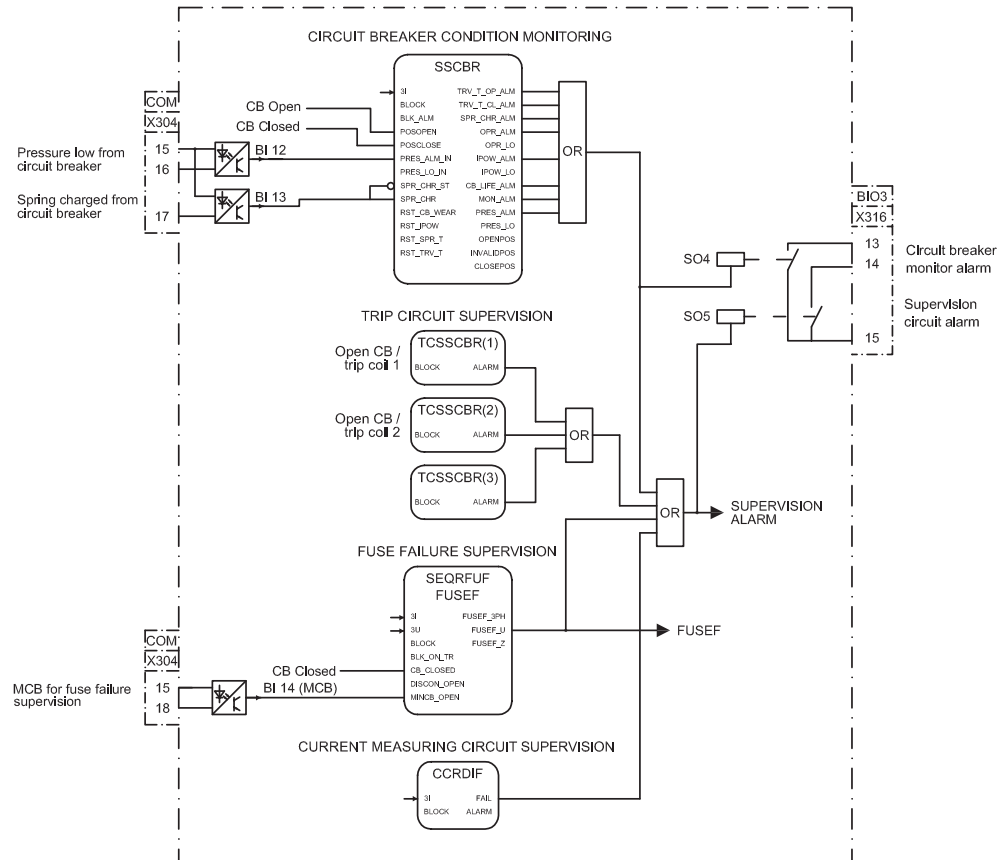 CIRCUIT BREAKER CONDITION MONITORING
SSCBR
3I
BLOCK
BLK_ALM
POSOPEN
POSCLOSE
PRES_ALM_IN
PRES_LO_IN
SPR_CHR_ST
SPR_CHR
RST_CB_WEAR
RST_IPOW
RST_SPR_T
RST_TRV_T
TRV_T_OP_ALM
TRV_T_CL_ALM
SPR_CHR_ALM
OPR_ALM
OPR_LO
IPOW_ALM
IPOW_LO
CB_LIFE_ALM
MON_ALM
PRES_ALM
PRES_LO
OPENPOS
INVALIDPOS
CLOSEPOS
OR
COM
X304
15
16
17
Pressure low from
circuit breaker
Spring charged from
circuit breaker
CB Open
CB Closed
BI 12
BI 13
BIO3
X316
13
14
15
Circuit breaker
monitor alarm
Supervision
circuit alarm
SO4
SO5
TRIP CIRCUIT SUPERVISION
Open CB /
trip coil 1
TCSSCBR(1)
BLOCK ALARM
Open CB /
trip coil 2
TCSSCBR(2)
BLOCK ALARM
TCSSCBR(3)
BLOCK ALARM
OR
OR
SUPERVISION
ALARM
FUSE FAILURE SUPERVISION
SEQRFUF
FUSEF
3I
3U
BLOCK
BLK_ON_TR
CB_CLOSED
DISCON_OPEN
MINCB_OPEN
FUSEF_3PH
FUSEF_U
FUSEF_Z
FUSEF
COM
X304
15
18
MCB for fuse failure
supervision
CB Closed
BI 14 (MCB)
CURRENT MEASURING CIRCUIT SUPERVISION
CCRDIF
3I FAIL
BLOCK ALARM